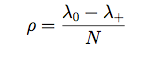 ρ = (λ₀ − λ₊) / N